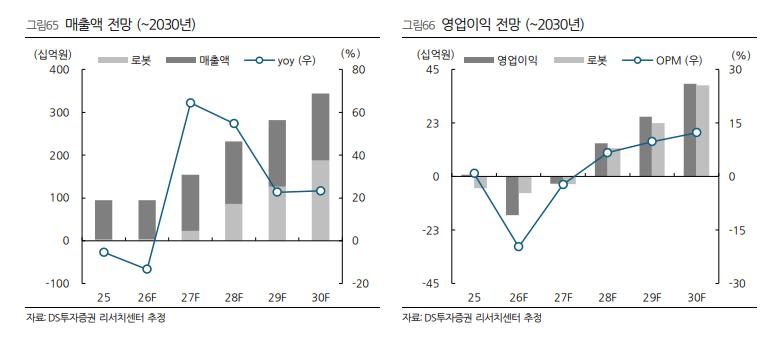 그림65 매출액 전망 (~2030년)
(십억원) 로봇 매출액 yoy (우) (%)
400 80
300 60
200 40
100 20
0 0
-100 -20
25 26F 27F 28F 29F 30F
자료: DS투자증권 리서치센터 추정
그림66 영업이익 전망 (~2030년)
(십억원) 영업이익 로봇 OPM (우) (%)
45 30
23 15
0 0
-23 -15
-45 -30
25 26F 27F 28F 29F 30F
자료: DS투자증권 리서치센터 추정